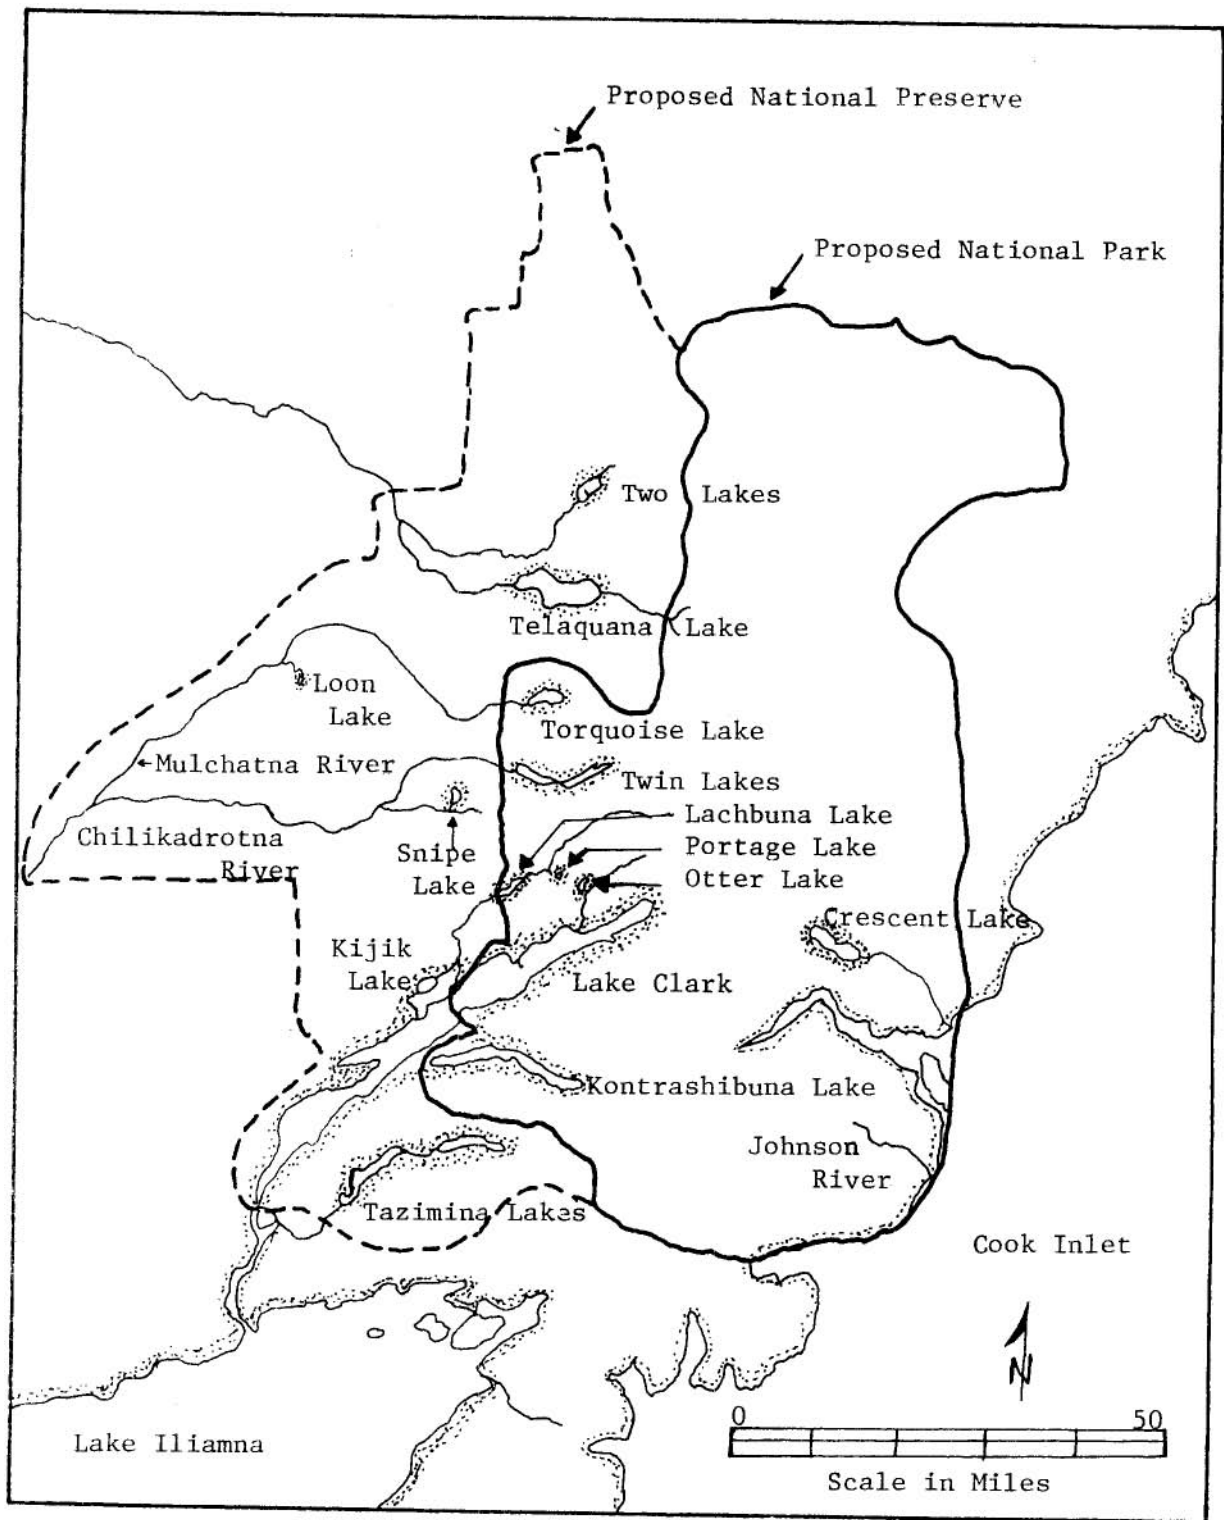 Proposed National Preserve
Proposed National Park
Two Lakes
Telaquana Lake
Loon
Lake
Torquoise Lake
Mulchatna River
Twin Lakes
Lachbuna Lake
Chilikadrotna
River
Snipe
Lake
Portage Lake
Otter Lake
Crescent Lake
Kijik
Lake
Lake Clark
Kontrashibuna Lake
Johnson
River
Tazimina Lakes
Cook Inlet
N
0 50
Lake Iliamna
Scale in Miles